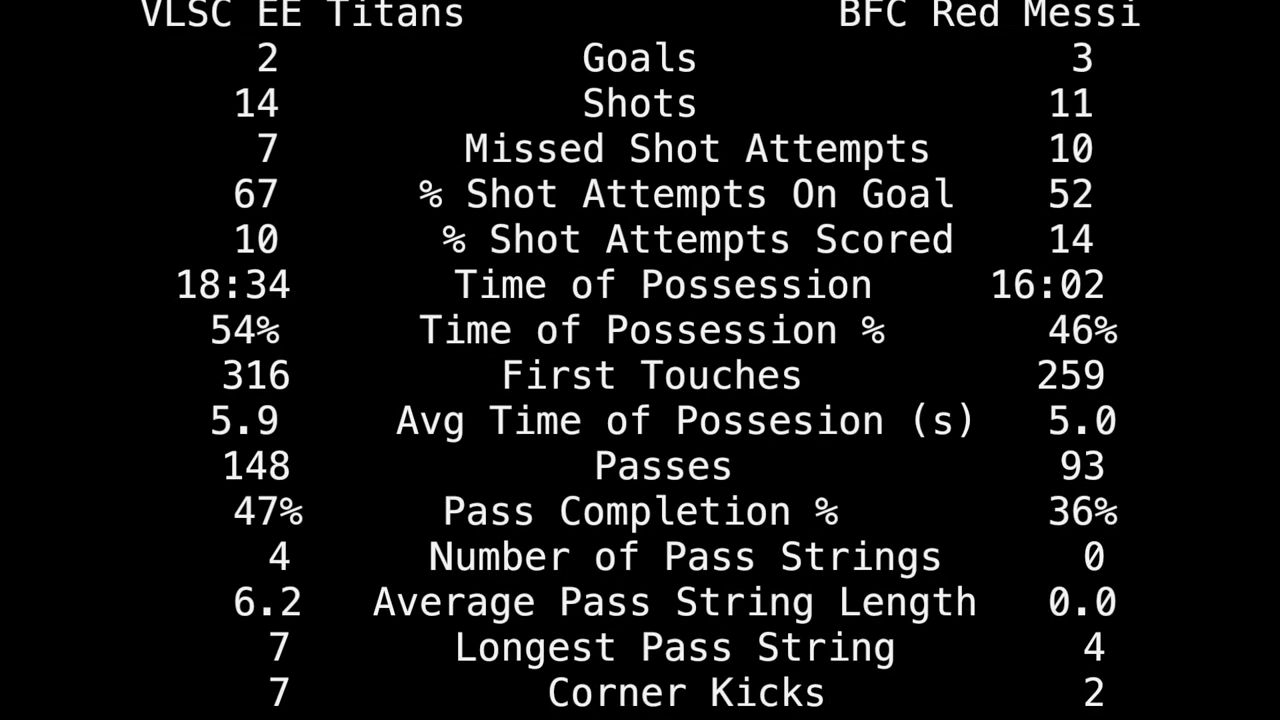 VLSC EE Titans BFC Red Messi
2 Goals 3
14 Shots 11
7 Missed Shot Attempts 10
67 % Shot Attempts On Goal 52
10 % Shot Attempts Scored 14
18:34 Time of Possession 16:02
54% Time of Possession % 46%
316 First Touches 259
5.9 Avg Time of Possesion (s) 5.0
148 Passes 93
47% Pass Completion % 36%
4 Number of Pass Strings 0
6.2 Average Pass String Length 0.0
7 Longest Pass String 4
7 Corner Kicks 2